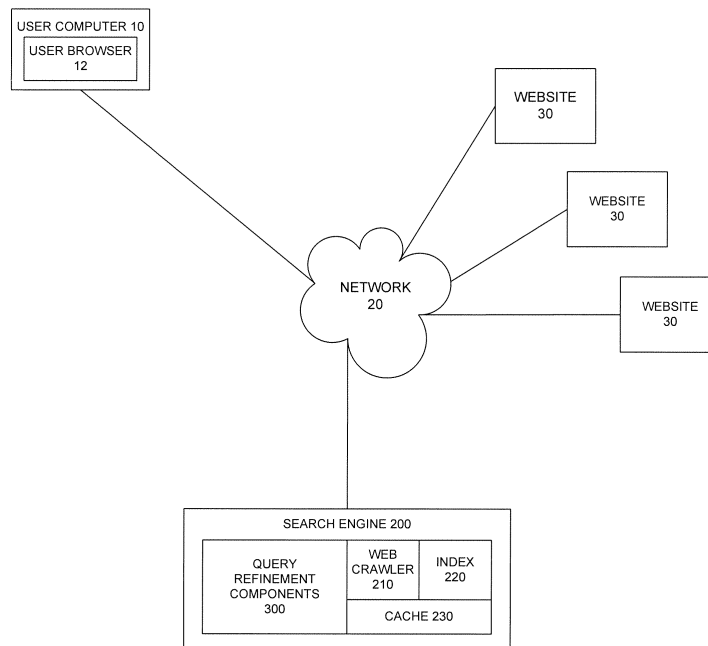 USER COMPUTER 10
USER BROWSER
12
WEBSITE
30
WEBSITE
30
NETWORK
20
WEBSITE
30
SEARCH ENGINE 200
QUERY
REFINEMENT
COMPONENTS
300
WEB
CRAWLER
210
INDEX
220
CACHE 230